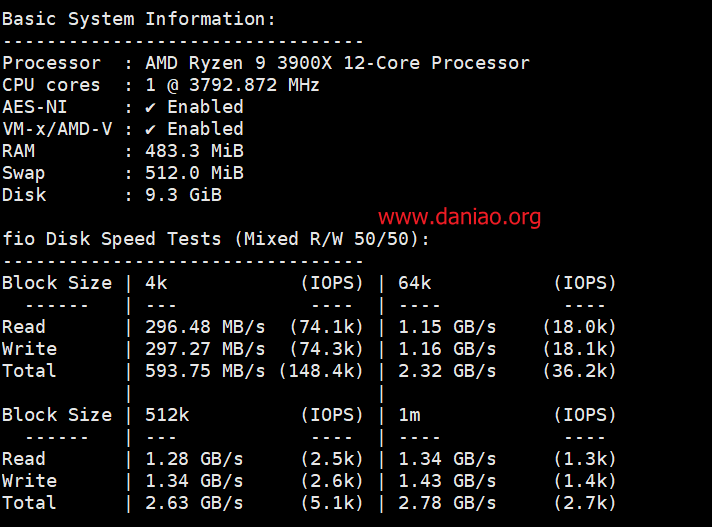 Basic System Information:
---------------------------------
Processor  : AMD Ryzen 9 3900X 12-Core Processor
CPU cores  : 1 @ 3792.872 MHz
AES-NI     : ✔ Enabled
VM-x/AMD-V : ✔ Enabled
RAM        : 483.3 MiB
Swap       : 512.0 MiB
Disk       : 9.3 GiB
www.daniao.org
fio Disk Speed Tests (Mixed R/W 50/50):
---------------------------------
Block Size | 4k            (IOPS) | 64k           (IOPS)
  ------   | ---            ----  | ----           ----
Read       | 296.48 MB/s  (74.1k) | 1.15 GB/s    (18.0k)
Write      | 297.27 MB/s  (74.3k) | 1.16 GB/s    (18.1k)
Total      | 593.75 MB/s (148.4k) | 2.32 GB/s    (36.2k)
           |                      |
Block Size | 512k          (IOPS) | 1m            (IOPS)
  ------   | ---            ----  | ----           ----
Read       | 1.28 GB/s     (2.5k) | 1.34 GB/s     (1.3k)
Write      | 1.34 GB/s     (2.6k) | 1.43 GB/s     (1.4k)
Total      | 2.63 GB/s     (5.1k) | 2.78 GB/s     (2.7k)